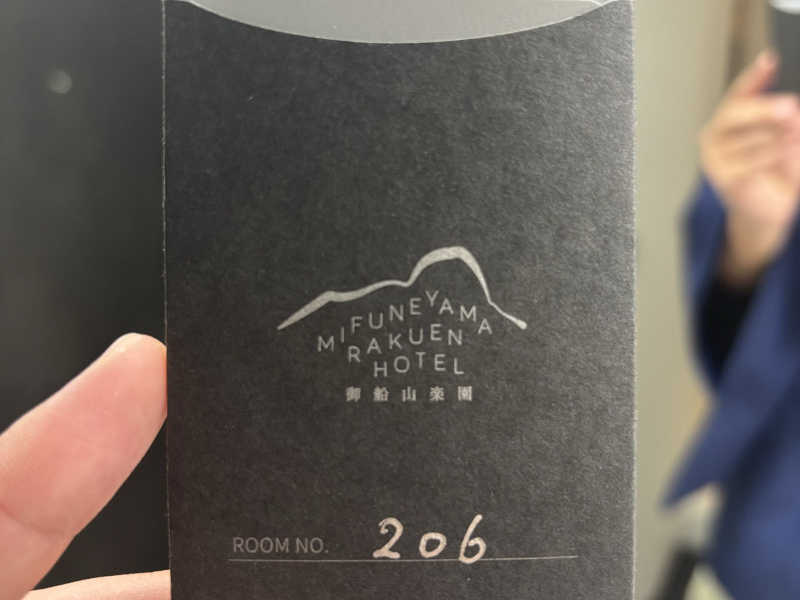 MIFUNEYAMA
RAKUEN
HOTEL
御船山楽園
ROOM NO. 206